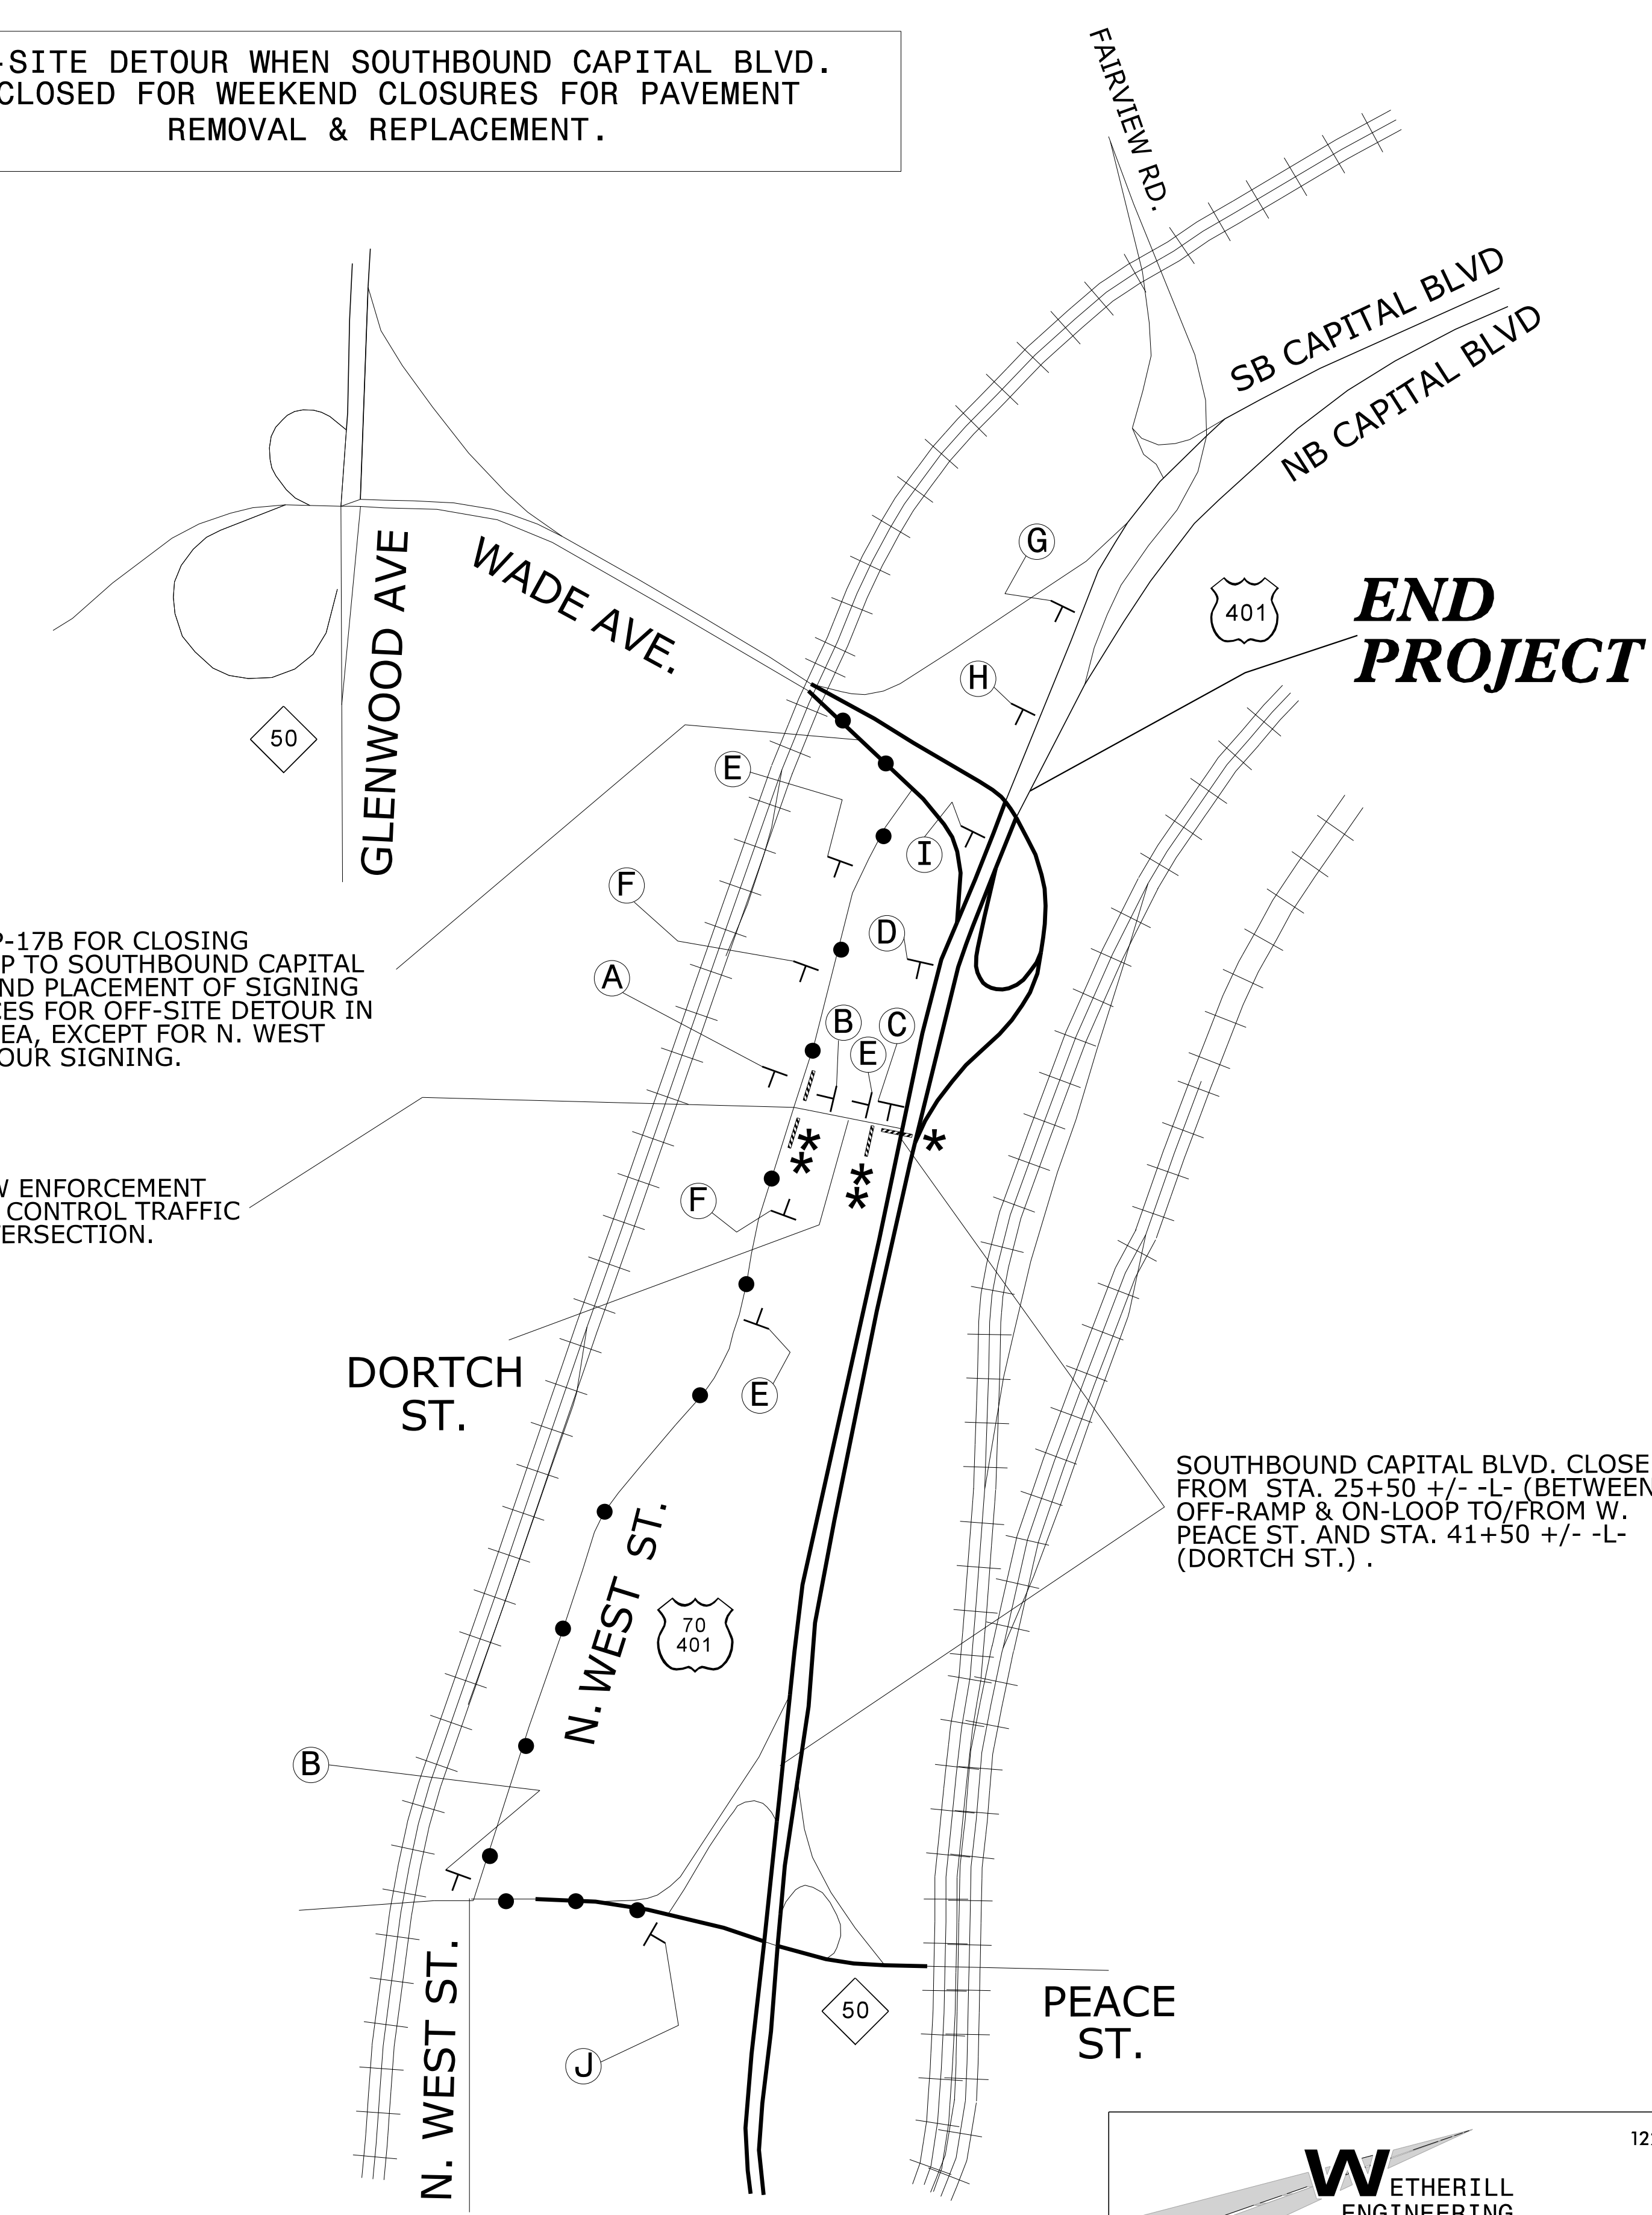 -SITE DETOUR WHEN SOUTHBOUND CAPITAL BLVD.
CLOSED FOR WEEKEND CLOSURES FOR PAVEMENT
REMOVAL & REPLACEMENT.
FAIRVIEW RD.
SB CAPITAL BLVD
NB CAPITAL BLVD
GLENWOOD AVE
WADE AVE.
G
401
END
PROJECT
H
50
E
I
F
D
A
P-17B FOR CLOSING
P TO SOUTHBOUND CAPITAL
ND PLACEMENT OF SIGNING
CES FOR OFF-SITE DETOUR IN
EA, EXCEPT FOR N. WEST
OUR SIGNING.
B
C
E
*
*
*
*
*
W ENFORCEMENT
CONTROL TRAFFIC
ERSECTION.
F
DORTCH
ST.
E
SOUTHBOUND CAPITAL BLVD. CLOSE
FROM STA. 25+50 +/- -L- (BETWEEN
OFF-RAMP & ON-LOOP TO/FROM W.
PEACE ST. AND STA. 41+50 +/- -L-
(DORTCH ST.) .
N. WEST ST.
70
401
B
N. WEST ST.
50
PEACE
ST.
J
12
WETHERILL
ENGINEERING